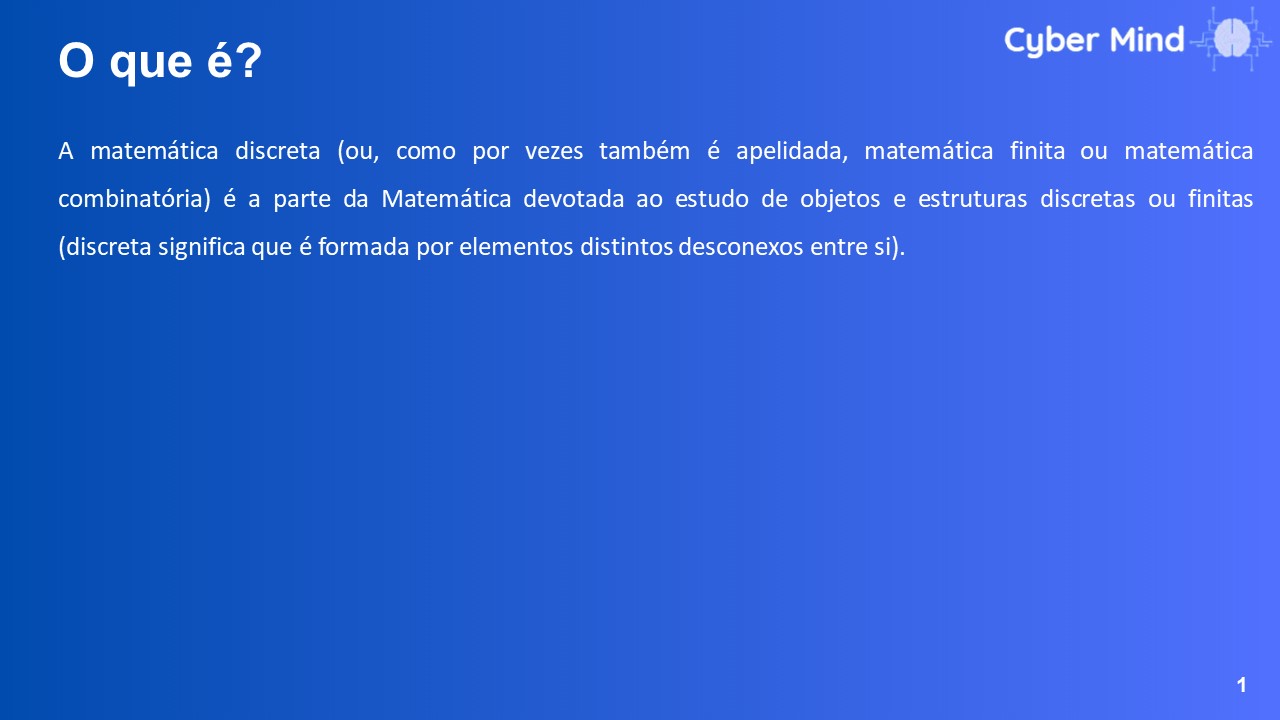 O que é?
Cyber Mind
A matemática discreta (ou, como por vezes também é apelidada, matemática finita ou matemática
combinatória) é a parte da Matemática devotada ao estudo de objetos e estruturas discretas ou finitas
(discreta significa que é formada por elementos distintos desconexos entre si).
1